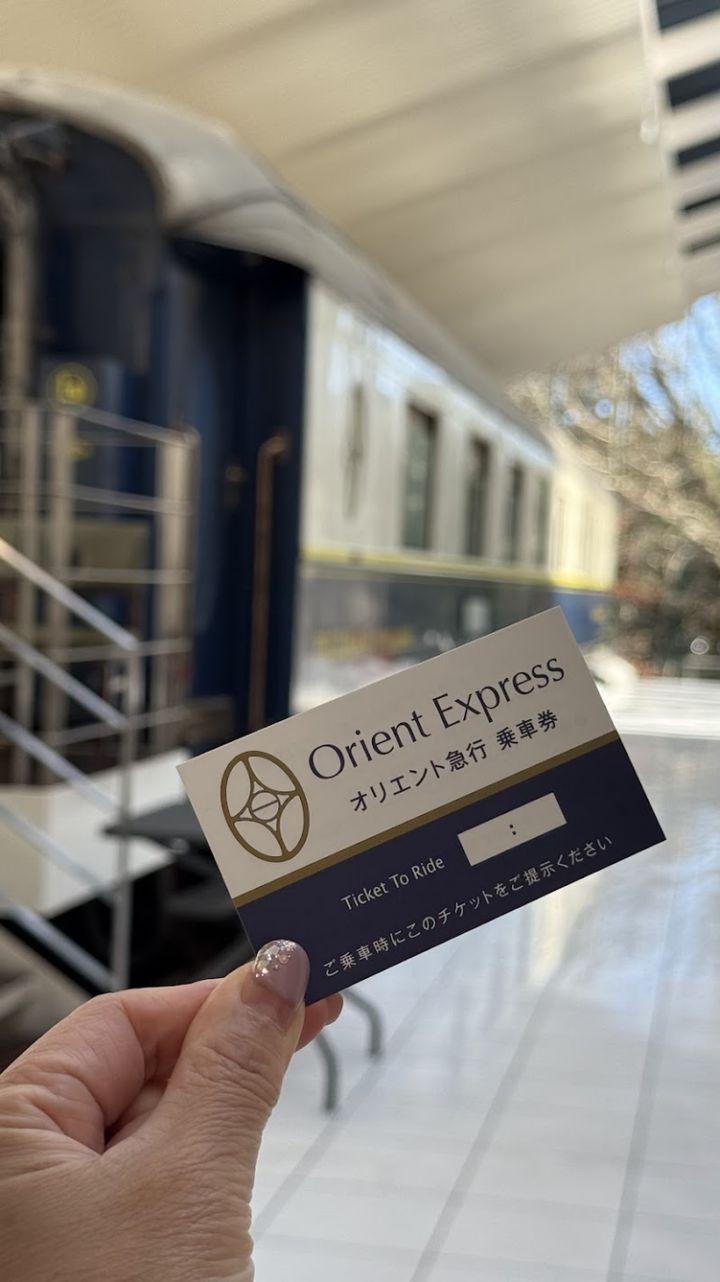 Orient Express
オリエント急行 乗車券
Ticket To Ride
:
ご乗車時にこのチケットをご提示ください